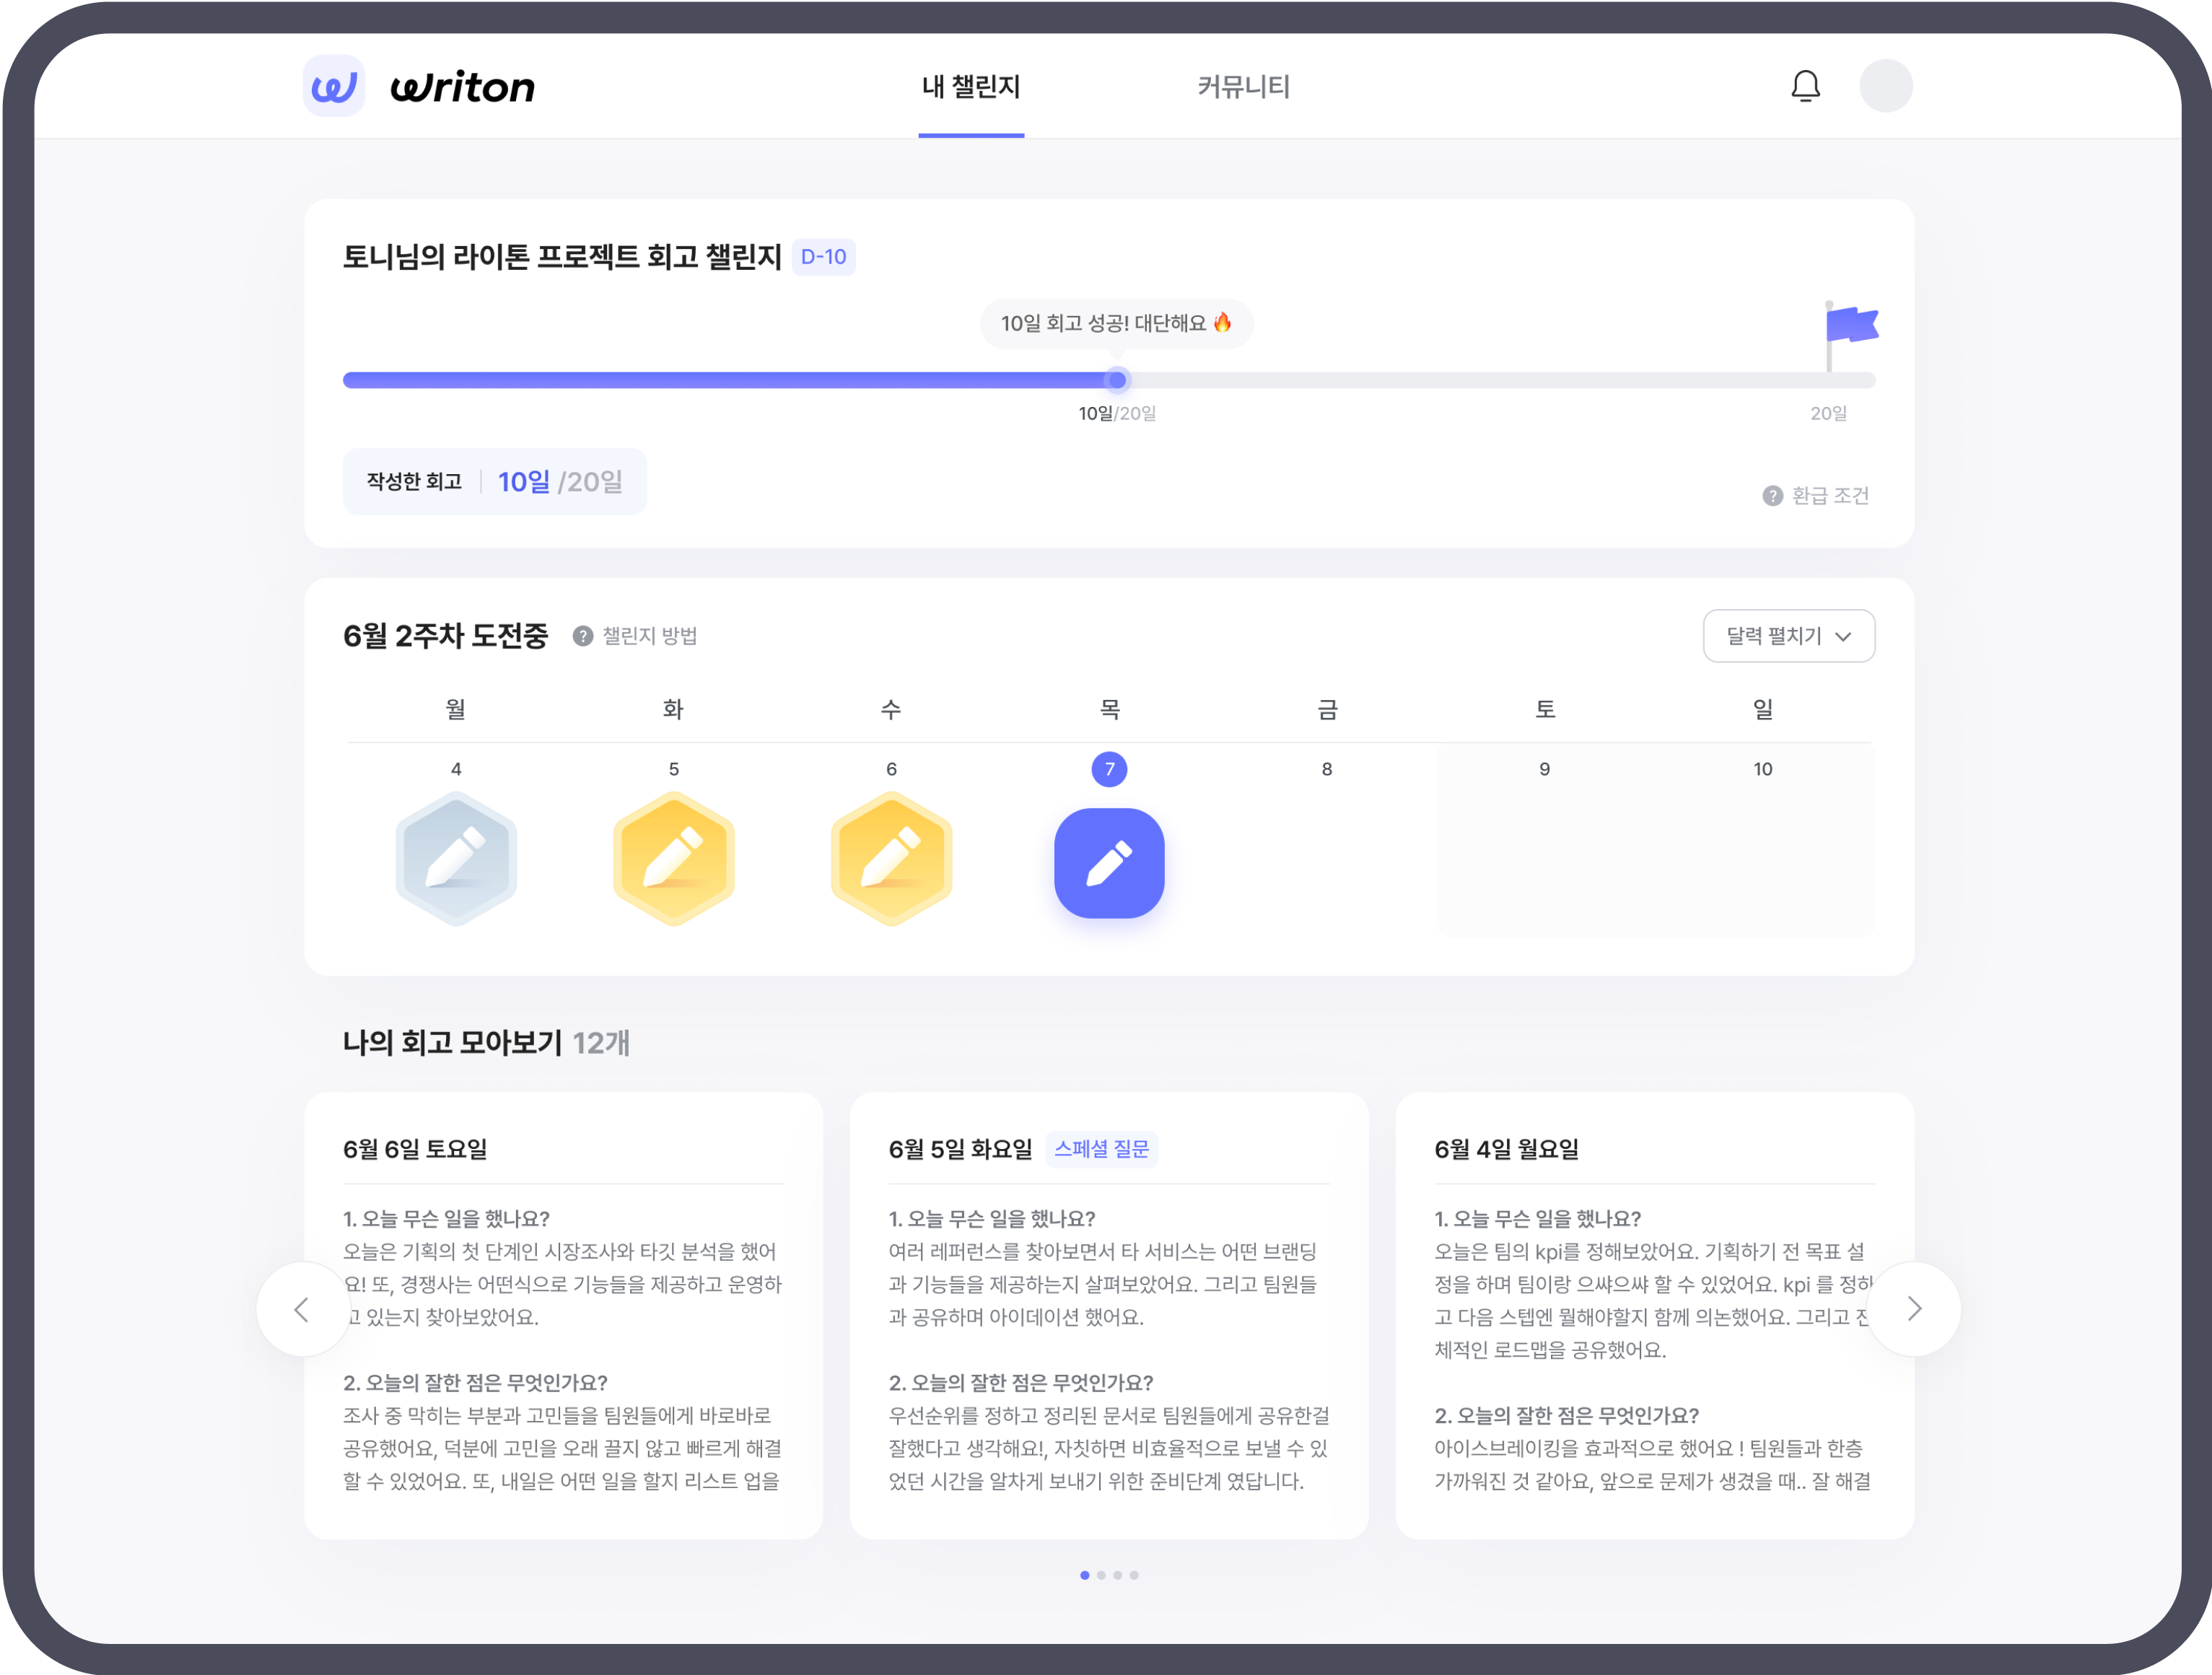 writon
내 챌린지
커뮤니티
토니님의 라이톤 프로젝트 회고 챌린지 D-10
10일 회고 성공! 대단해요 🔥
10일/20일
20일
작성한 회고 10일 /20일
? 환급 조건
6월 2주차 도전중 ? 챌린지 방법
달력 펼치기
월 화 수 목 금 토 일
4 5 6 7 8 9 10
나의 회고 모아보기 12개
6월 6일 토요일
1. 오늘 무슨 일을 했나요?
오늘은 기획의 첫 단계인 시장조사와 타깃 분석을 했어
요! 또, 경쟁사는 어떤식으로 기능들을 제공하고 운영하
고 있는지 찾아보았어요.
2. 오늘의 잘한 점은 무엇인가요?
조사 중 막히는 부분과 고민들을 팀원들에게 바로바로
공유했어요, 덕분에 고민을 오래 끌지 않고 빠르게 해결
할 수 있었어요. 또, 내일은 어떤 일을 할지 리스트 업을
6월 5일 화요일 스페셜 질문
1. 오늘 무슨 일을 했나요?
여러 레퍼런스를 찾아보면서 타 서비스는 어떤 브랜딩
과 기능들을 제공하는지 살펴보았어요. 그리고 팀원들
과 공유하며 아이데이션 했어요.
2. 오늘의 잘한 점은 무엇인가요?
우선순위를 정하고 정리된 문서로 팀원들에게 공유한걸
잘했다고 생각해요!, 자칫하면 비효율적으로 보낼 수 있
었던 시간을 알차게 보내기 위한 준비단계 였답니다.
6월 4일 월요일
1. 오늘 무슨 일을 했나요?
오늘은 팀의 kpi를 정해보았어요. 기획하기 전 목표 설
정을 하며 팀이랑 으쌰으쌰 할 수 있었어요. kpi 를 정하
고 다음 스텝엔 뭘해야할지 함께 의논했어요. 그리고 전
체적인 로드맵을 공유했어요.
2. 오늘의 잘한 점은 무엇인가요?
아이스브레이킹을 효과적으로 했어요 ! 팀원들과 한층
가까워진 것 같아요, 앞으로 문제가 생겼을 때.. 잘 해결